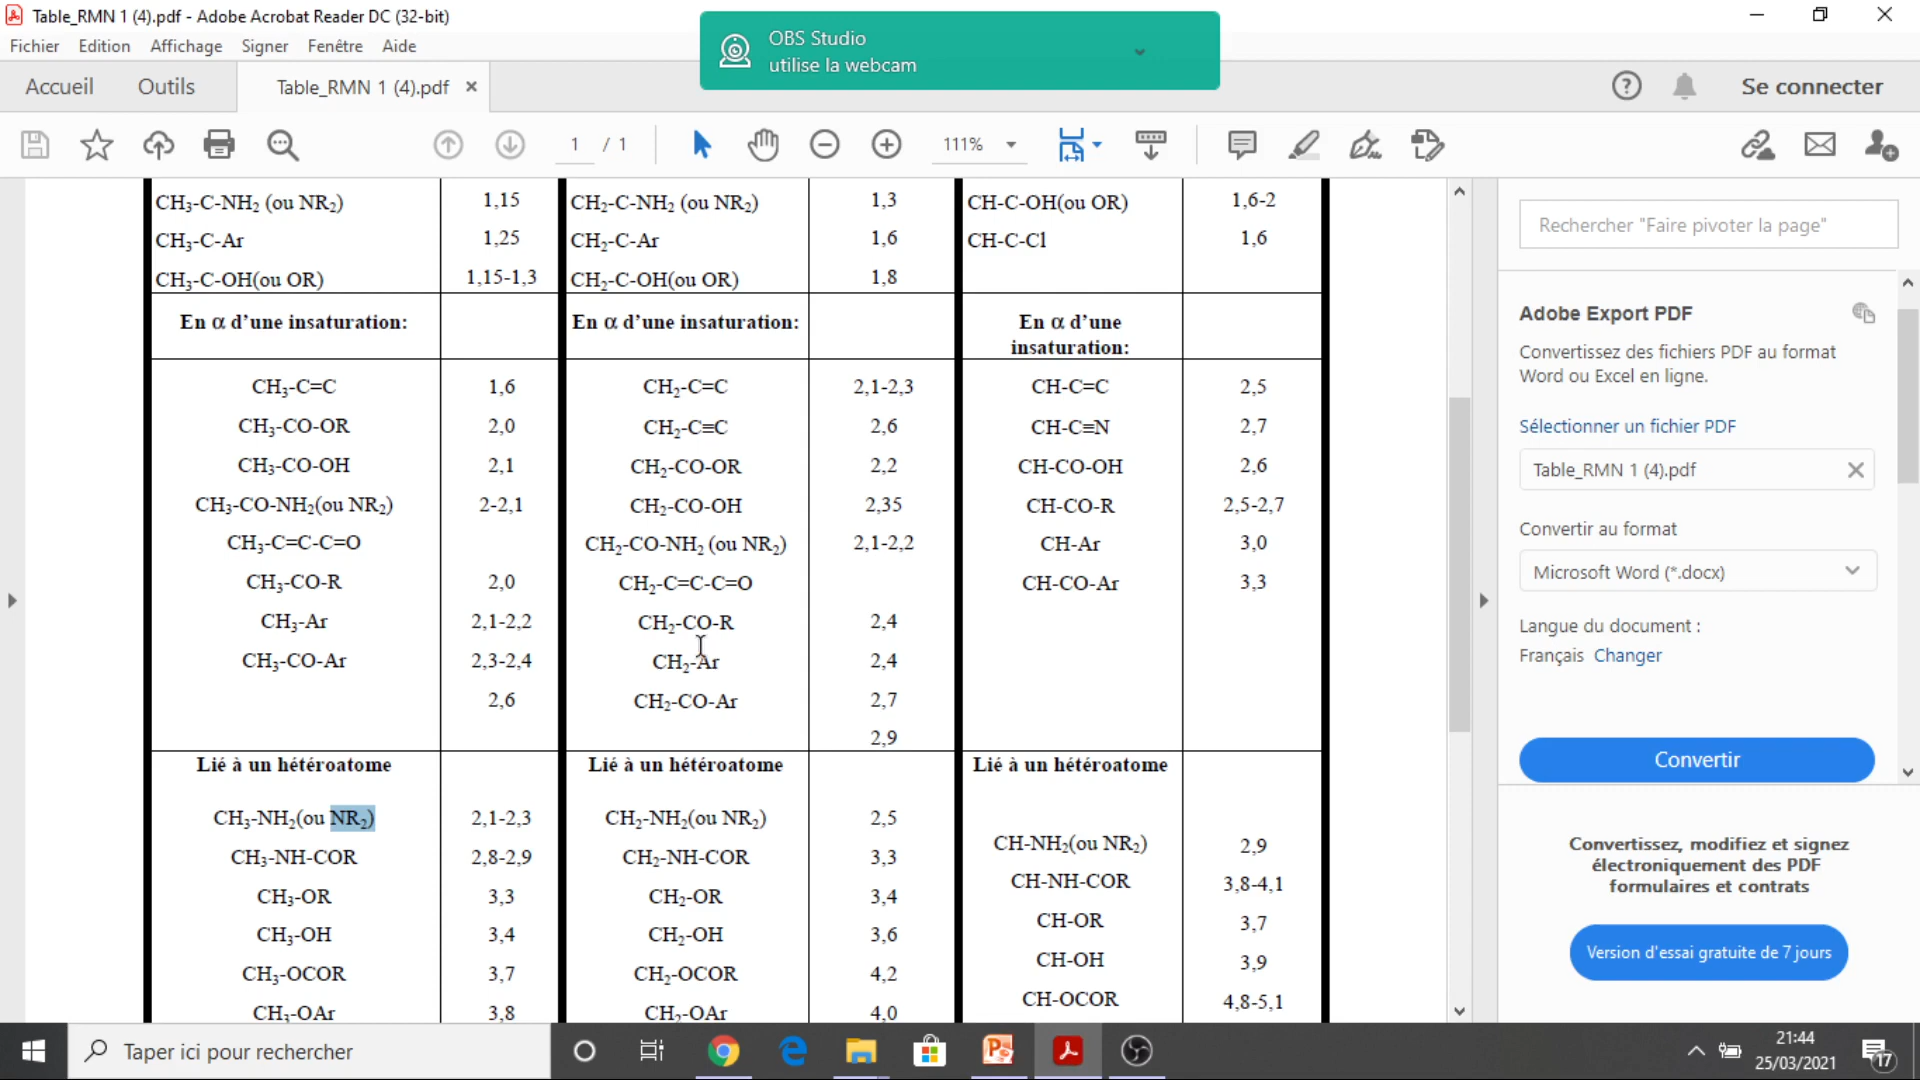 Table_RMN 1 (4).pdf - Adobe Acrobat Reader DC (32-bit)
Fichier Edition Affichage Signer Fenêtre Aide
OBS Studio
utilise la webcam
Accueil Outils Table_RMN 1 (4).pdf × Se connecter
1 / 1 111%
CH₃-C-NH₂ (ou NR₂) 1,15 CH₂-C-NH₂ (ou NR₂) 1,3 CH-C-OH(ou OR) 1,6-2
CH₃-C-Ar 1,25 CH₂-C-Ar 1,6 CH-C-Cl 1,6
CH₃-C-OH(ou OR) 1,15-1,3 CH₂-C-OH(ou OR) 1,8
En α d’une insaturation: En α d’une insaturation: En α d’une
insaturation:
CH₃-C=C 1,6 CH₂-C=C 2,1-2,3 CH-C=C 2,5
CH₃-CO-OR 2,0 CH₂-C≡C 2,6 CH-C≡N 2,7
CH₃-CO-OH 2,1 CH₂-CO-OR 2,2 CH-CO-OH 2,6
CH₃-CO-NH₂(ou NR₂) 2-2,1 CH₂-CO-OH 2,35 CH-CO-R 2,5-2,7
CH₃-C=C-C=O CH₂-CO-NH₂ (ou NR₂) 2,1-2,2 CH-Ar 3,0
CH₃-CO-R 2,0 CH₂-C=C-C=O CH-CO-Ar 3,3
CH₃-Ar 2,1-2,2 CH₂-CO-R 2,4
CH₃-CO-Ar 2,3-2,4 CH₂-Ar 2,4
2,6 CH₂-CO-Ar 2,7
2,9
Lié à un hétéroatome Lié à un hétéroatome Lié à un hétéroatome
CH₃-NH₂(ou NR₂) 2,1-2,3 CH₂-NH₂(ou NR₂) 2,5 CH-NH₂(ou NR₂) 2,9
CH₃-NH-COR 2,8-2,9 CH₂-NH-COR 3,3 CH-NH-COR 3,8-4,1
CH₃-OR 3,3 CH₂-OR 3,4 CH-OR 3,7
CH₃-OH 3,4 CH₂-OH 3,6 CH-OH 3,9
CH₃-OCOR 3,7 CH₂-OCOR 4,2 CH-OCOR 4,8-5,1
CH₃-OAr 3,8 CH₂-OAr 4,0
Rechercher "Faire pivoter la page"
Adobe Export PDF
Convertissez des fichiers PDF au format
Word ou Excel en ligne.
Sélectionner un fichier PDF
Table_RMN 1 (4).pdf
Convertir au format
Microsoft Word (*.docx)
Langue du document :
Français Changer
Convertir
Convertissez, modifiez et signez
électroniquement des PDF
formulaires et contrats
Version d'essai gratuite de 7 jours
Taper ici pour rechercher
21:44
25/03/2021
17